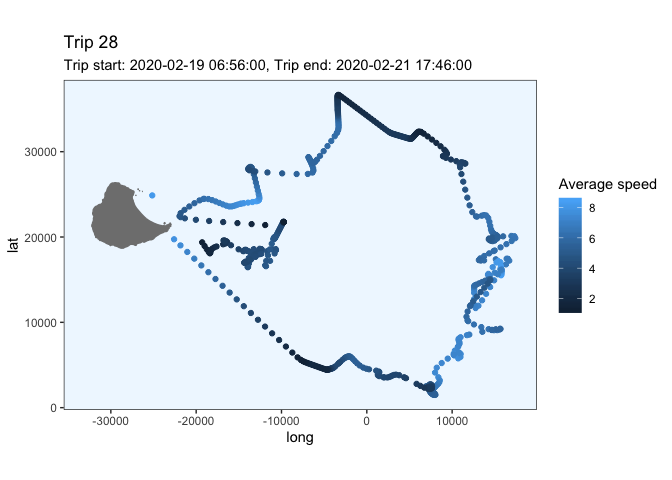 Trip 28
Trip start: 2020-02-19 06:56:00, Trip end: 2020-02-21 17:46:00
30000
20000
10000
0
lat
-30000 -20000 -10000 0 10000
long
Average speed
8
6
4
2